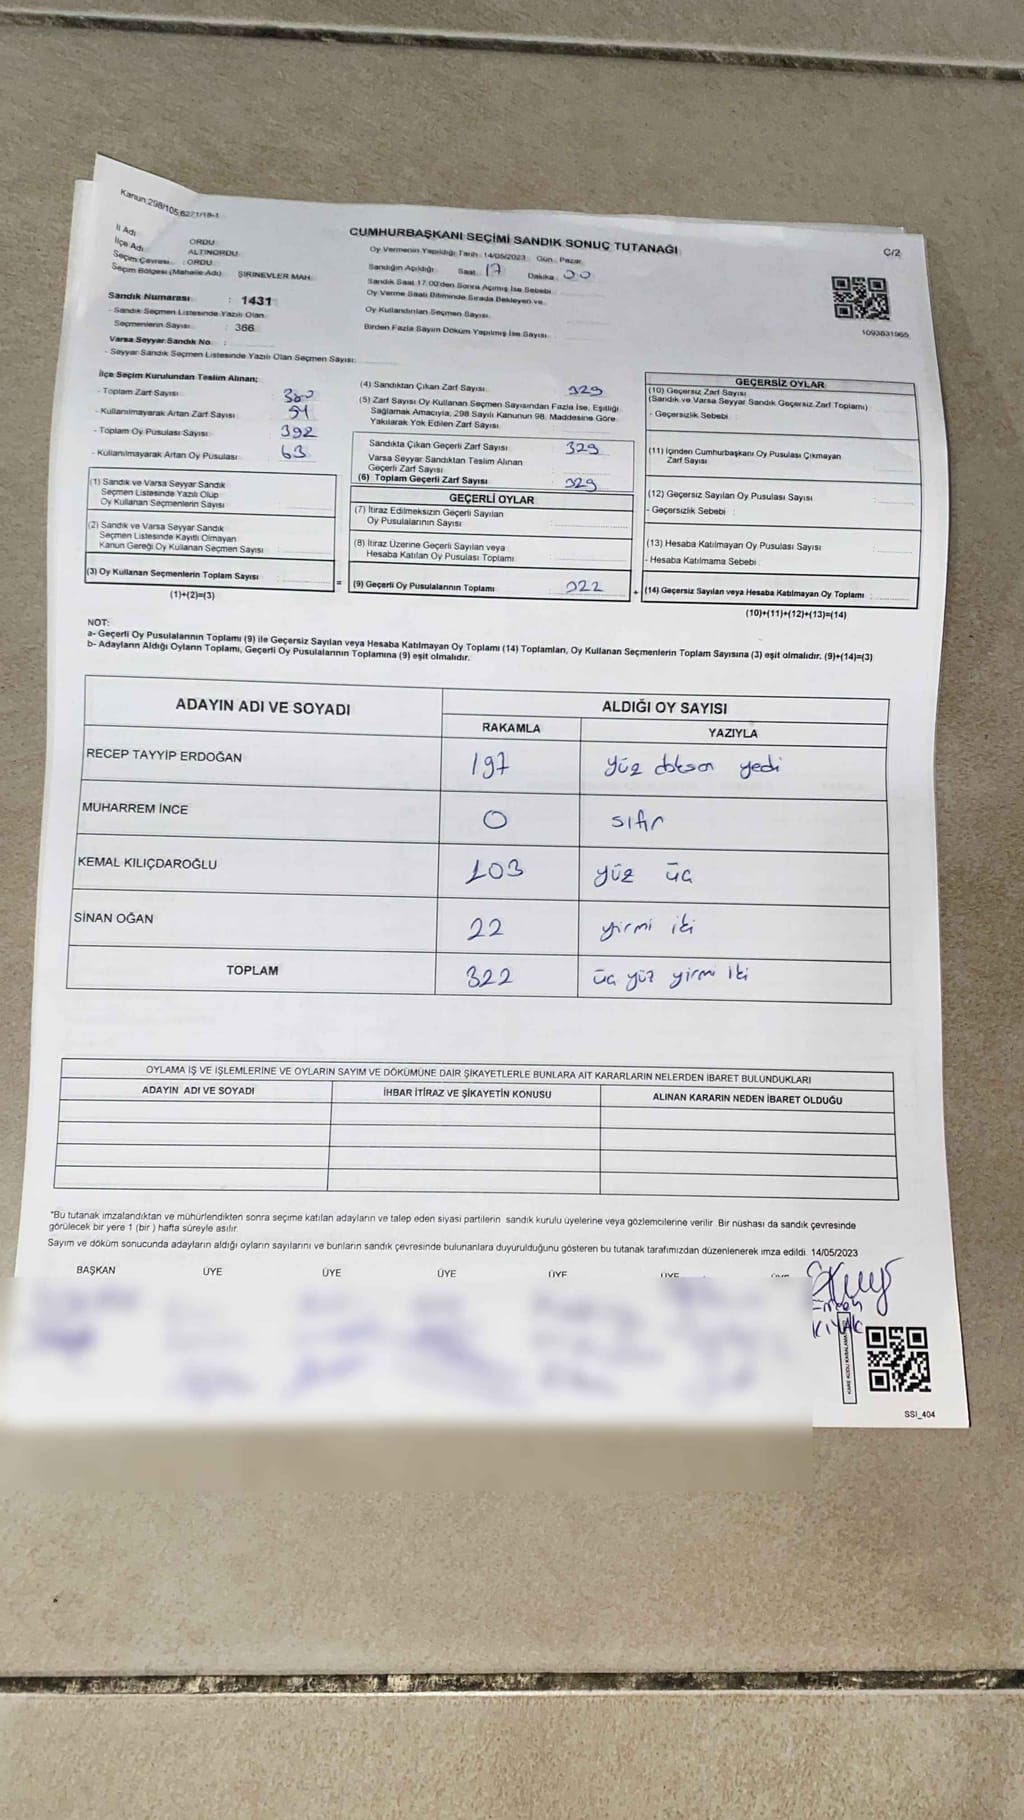 Kanun:298/105,6271/18-1
CUMHURBAŞKANI SEÇİMİ SANDIK SONUÇ TUTANAĞI
C/2
İl Adı ORDU
İlçe Adı ALTINORDU
Seçim Çevresi : ORDU
Seçim Bölgesi (Mahalle Adı) ŞİRİNEVLER MAH.
Oy Vermenin Yapıldığı Tarih : 14/05/2023 Gün : Pazar
Sandığın Açıldığı Saat 17 Dakika 00
Sandık Saat 17:00'den Sonra Açılmış İse Sebebi
Oy Verme Saati Bitiminde Sırada Bekleyen ve
Oy Kullandırılan Seçmen Sayısı
Birden Fazla Sayım Döküm Yapılmış İse Sayısı
1093831965
Sandık Numarası : 1431
- Sandık Seçmen Listesinde Yazılı Olan
Seçmenlerin Sayısı : 366
Varsa Seyyar Sandık No :
- Seyyar Sandık Seçmen Listesinde Yazılı Olan Seçmen Sayısı:
İlçe Seçim Kurulundan Teslim Alınan;
- Toplam Zarf Sayısı 380
- Kullanılmayarak Artan Zarf Sayısı 51
- Toplam Oy Pusulası Sayısı 392
- Kullanılmayarak Artan Oy Pusulası 63
(1) Sandık ve Varsa Seyyar Sandık
Seçmen Listesinde Yazılı Olup
Oy Kullanan Seçmenlerin Sayısı
(2) Sandık ve Varsa Seyyar Sandık
Seçmen Listesinde Kayıtlı Olmayan
Kanun Gereği Oy Kullanan Seçmen Sayısı
(3) Oy Kullanan Seçmenlerin Toplam Sayısı
(1)+(2)=(3)
(4) Sandıktan Çıkan Zarf Sayısı 329
(5) Zarf Sayısı Oy Kullanan Seçmen Sayısından Fazla İse, Eşitliği
Sağlamak Amacıyla, 298 Sayılı Kanunun 98. Maddesine Göre
Yakılarak Yok Edilen Zarf Sayısı
Sandıkta Çıkan Geçerli Zarf Sayısı 329
Varsa Seyyar Sandıktan Teslim Alınan
Geçerli Zarf Sayısı
(6) Toplam Geçerli Zarf Sayısı 329
GEÇERLİ OYLAR
(7) İtiraz Edilmeksizin Geçerli Sayılan
Oy Pusulalarının Sayısı
(8) İtiraz Üzerine Geçerli Sayılan veya
Hesaba Katılan Oy Pusulası Toplamı
= (9) Geçerli Oy Pusulalarının Toplamı 322 +
GEÇERSİZ OYLAR
(10) Geçersiz Zarf Sayısı
(Sandık ve Varsa Seyyar Sandık Geçersiz Zarf Toplamı)
- Geçersizlik Sebebi :
(11) İçinden Cumhurbaşkanı Oy Pusulası Çıkmayan
Zarf Sayısı
(12) Geçersiz Sayılan Oy Pusulası Sayısı :
- Geçersizlik Sebebi :
(13) Hesaba Katılmayan Oy Pusulası Sayısı :
- Hesaba Katılmama Sebebi :
(14) Geçersiz Sayılan veya Hesaba Katılmayan Oy Toplamı :
(10)+(11)+(12)+(13)=(14)
NOT:
a- Geçerli Oy Pusulalarının Toplamı (9) ile Geçersiz Sayılan veya Hesaba Katılmayan Oy Toplamı (14) Toplamları, Oy Kullanan Seçmenlerin Toplam Sayısına (3) eşit olmalıdır. (9)+(14)=(3)
b- Adayların Aldığı Oyların Toplamı, Geçerli Oy Pusulalarının Toplamına (9) eşit olmalıdır.
ADAYIN ADI VE SOYADI ALDIĞI OY SAYISI
RAKAMLA YAZIYLA
RECEP TAYYİP ERDOĞAN 197 yüz doksan yedi
MUHARREM İNCE 0 sıfır
KEMAL KILIÇDAROĞLU 103 yüz üç
SİNAN OĞAN 22 yirmi iki
TOPLAM 322 üç yüz yirmi iki
OYLAMA İŞ VE İŞLEMLERİNE VE OYLARIN SAYIM VE DÖKÜMÜNE DAİR ŞİKAYETLERLE BUNLARA AİT KARARLARIN NELERDEN İBARET BULUNDUKLARI
ADAYIN ADI VE SOYADI İHBAR İTİRAZ VE ŞİKAYETİN KONUSU ALINAN KARARIN NEDEN İBARET OLDUĞU
"Bu tutanak imzalandıktan ve mühürlendikten sonra seçime katılan adayların ve talep eden siyasi partilerin sandık kurulu üyelerine veya gözlemcilerine verilir. Bir nüshası da sandık çevresinde
görülecek bir yere 1 (bir ) hafta süreyle asılır.
Sayım ve döküm sonucunda adayların aldığı oyların sayılarını ve bunların sandık çevresinde bulunanlara duyurulduğunu gösteren bu tutanak tarafımızdan düzenlenerek imza edildi. 14/05/2023
BAŞKAN ÜYE ÜYE ÜYE ÜYE ÜYE ÜYE
KIYAK
SSI_404